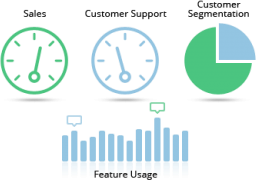 Sales
Customer Support
Customer
Segmentation
Feature Usage